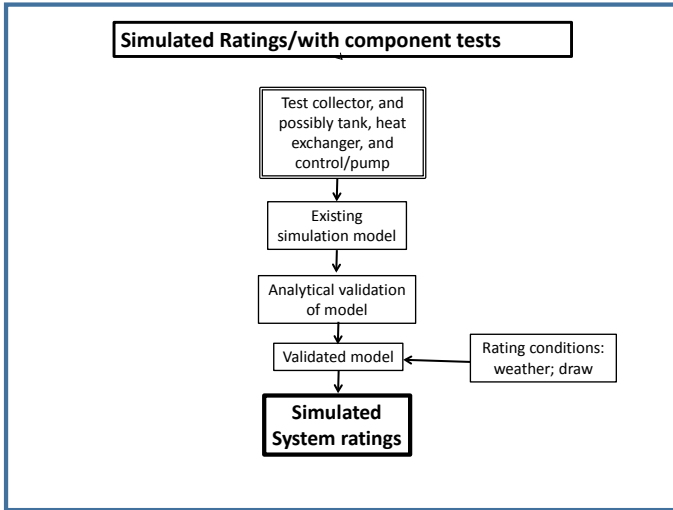 Simulated Ratings/with component tests
Test collector, and
possibly tank, heat
exchanger, and
control/pump
Existing
simulation model
Analytical validation
of model
Validated model
Rating conditions:
weather; draw
Simulated
System ratings